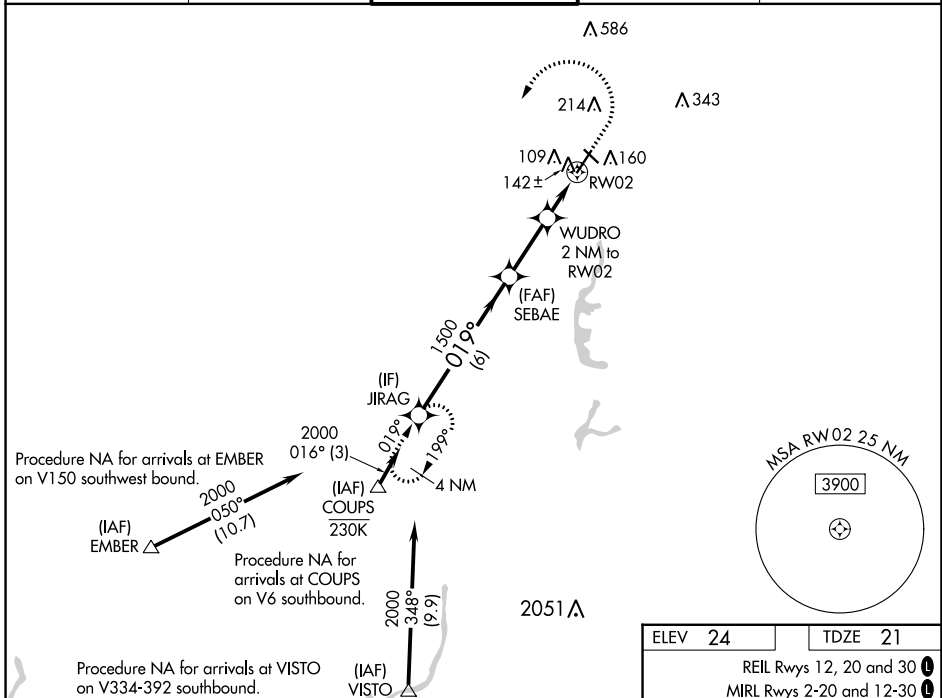 586
214
343
109
160
142±
RW02
WUDRO
2 NM to
RW02
(FAF)
SEBAE
1500
019°
(6)
(IF)
JIRAG
2000
016° (3)
019°
199°
4 NM
Procedure NA for arrivals at EMBER
on V150 southwest bound.
2000
050°
(10.7)
(IAF)
EMBER
(IAF)
COUPS
230K
Procedure NA for
arrivals at COUPS
on V6 southbound.
MSA RW02 25 NM
3900
2000
348°
(9.9)
2051
Procedure NA for arrivals at VISTO
on V334-392 southbound.
(IAF)
VISTO
ELEV 24
TDZE 21
REIL Rwys 12, 20 and 30 L
MIRL Rwys 2-20 and 12-30 L